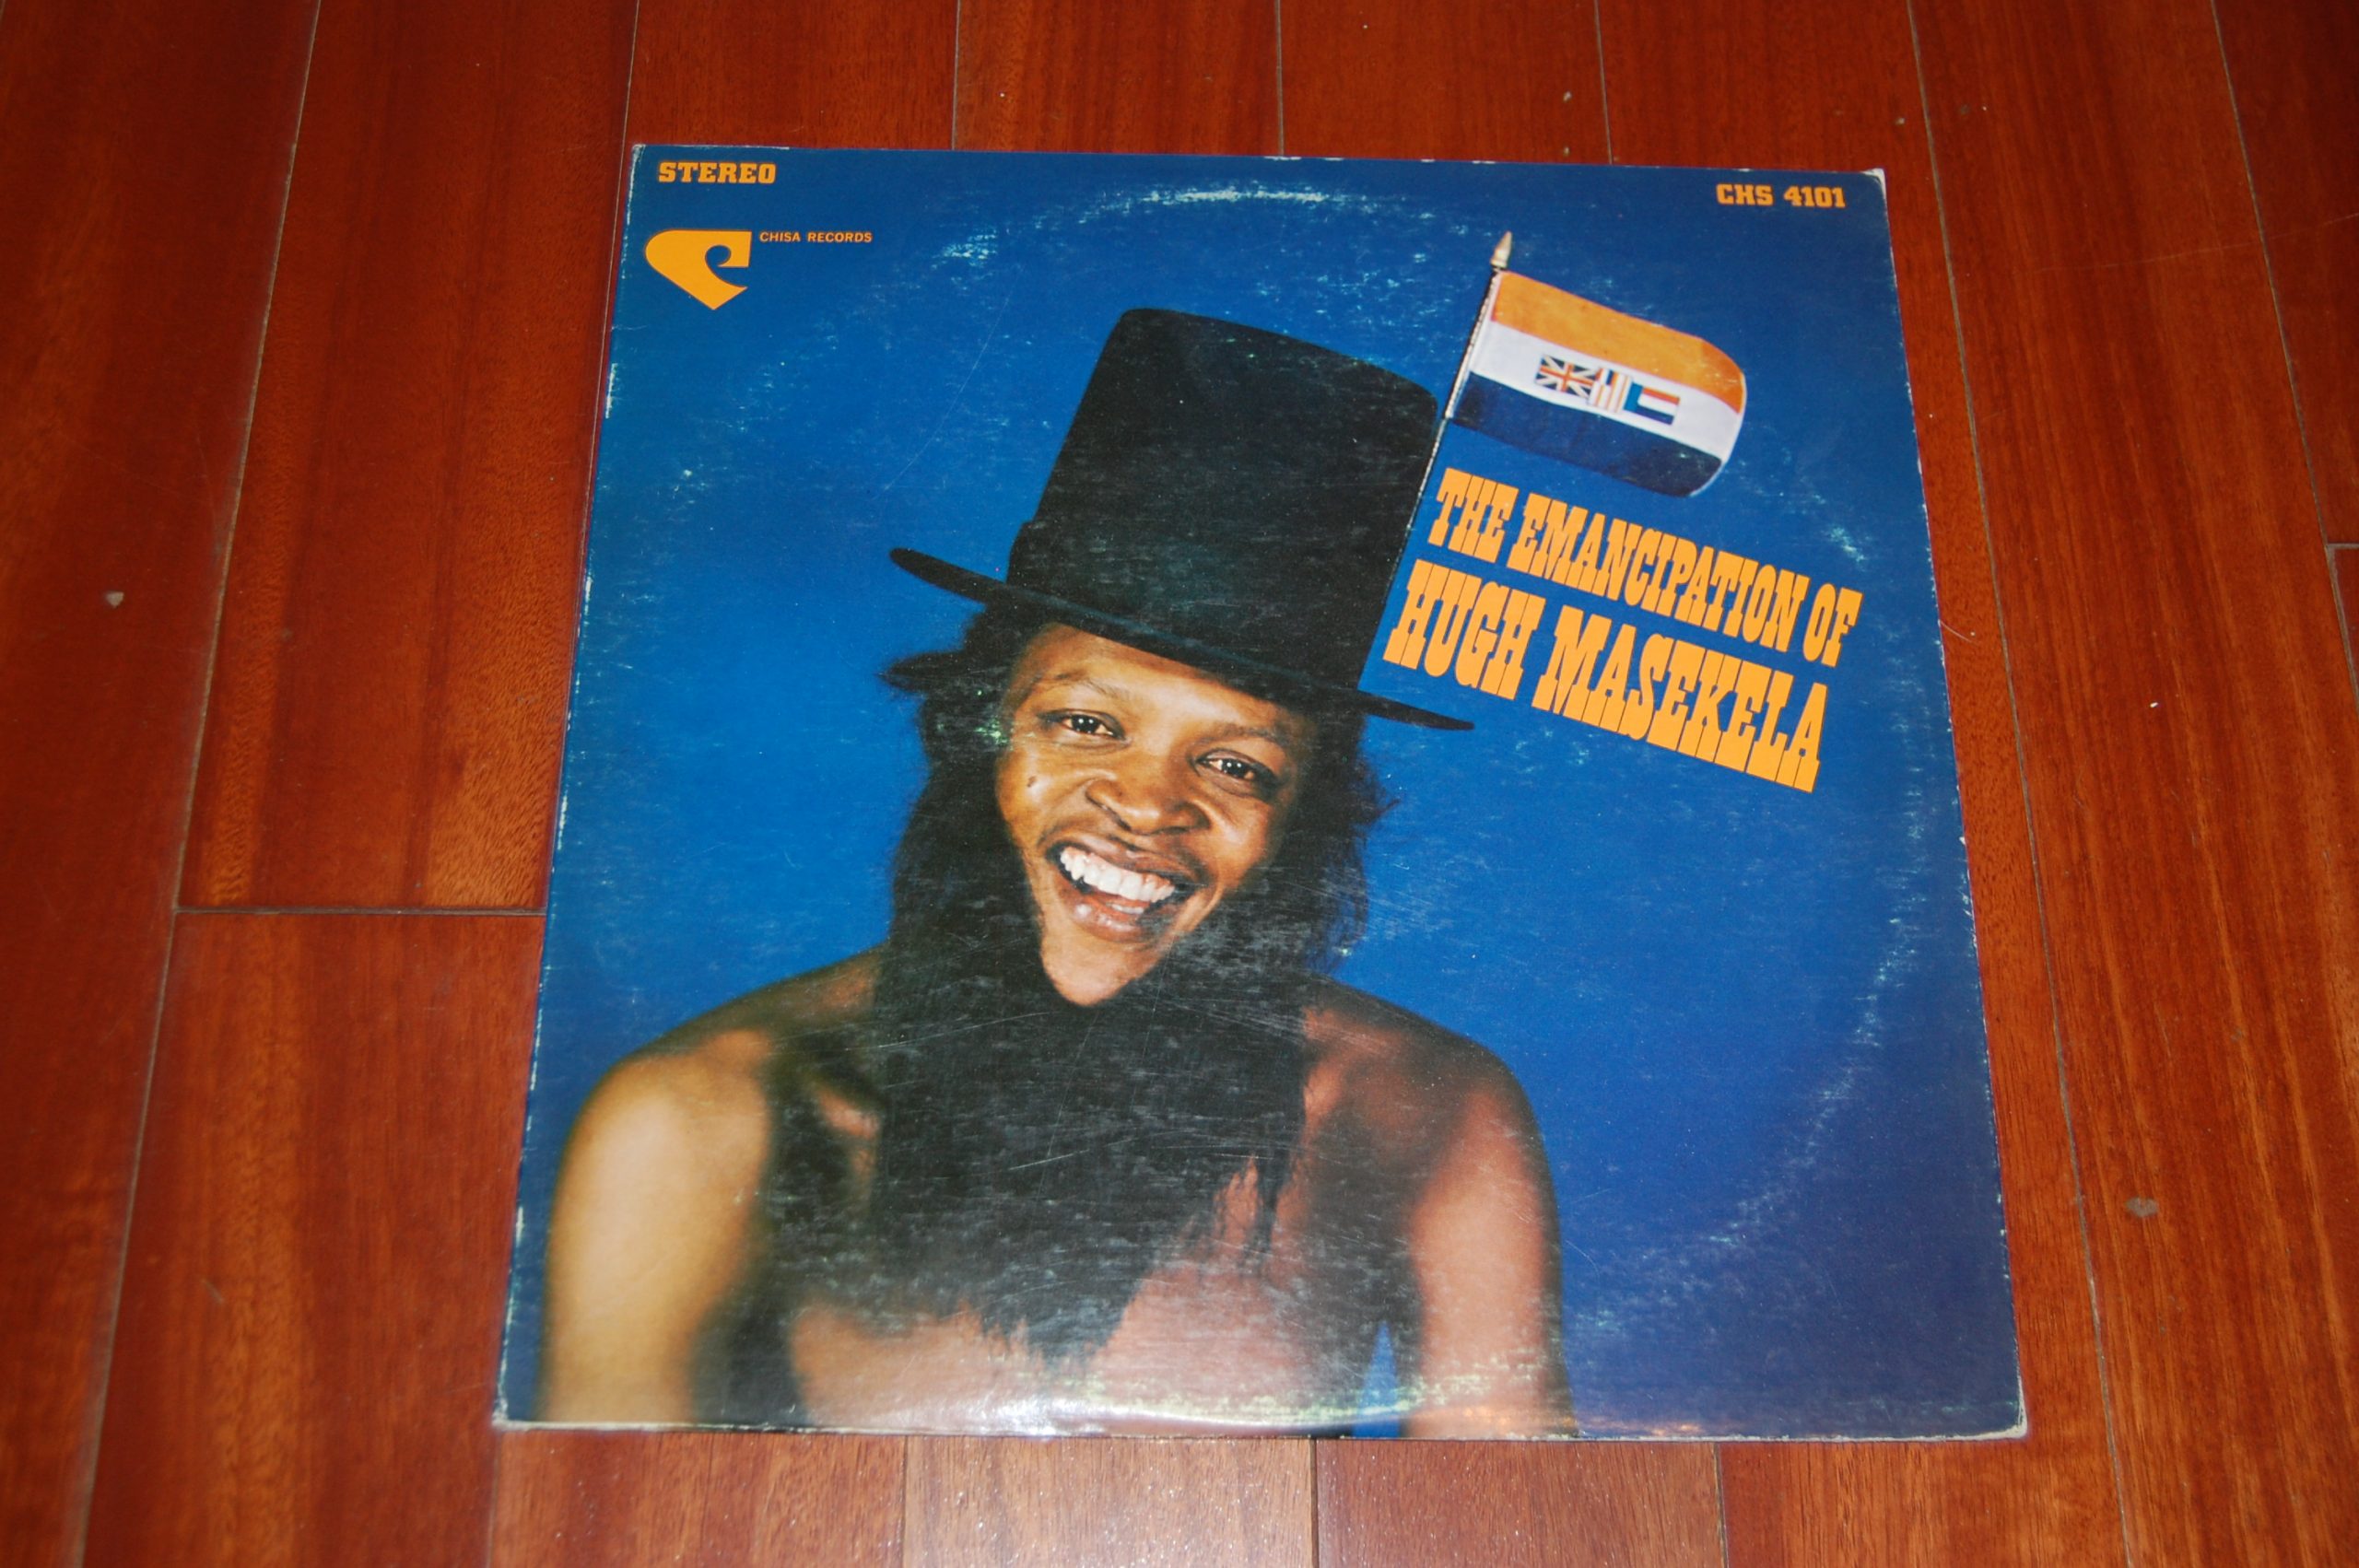 STEREO
CHS 4101
CHISA RECORDS
THE EMANCIPATION OF
HUGH MASEKELA